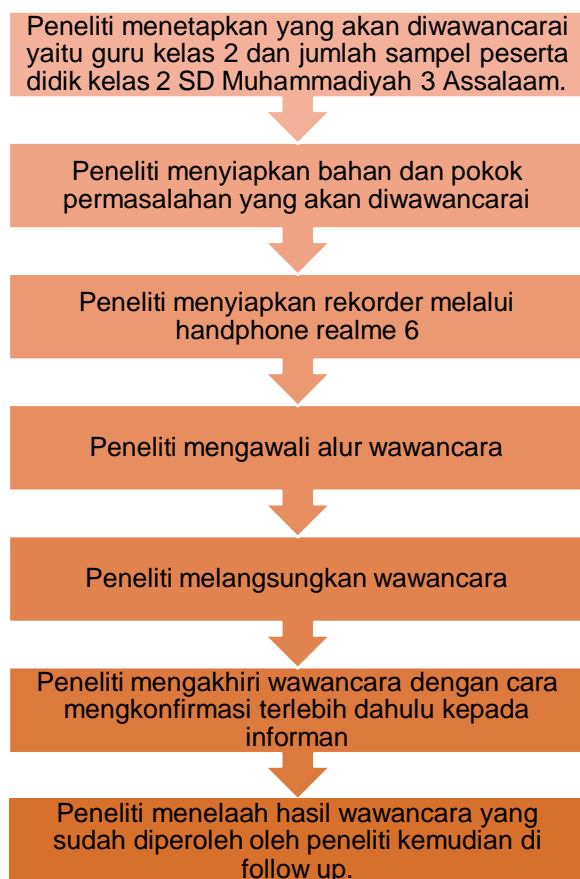 Peneliti menetapkan yang akan diwawancarai
yaitu guru kelas 2 dan jumlah sampel peserta
didik kelas 2 SD Muhammadiyah 3 Assalaam.
Peneliti menyiapkan bahan dan pokok
permasalahan yang akan diwawancarai
Peneliti menyiapkan rekorder melalui
handphone realme 6
Peneliti mengawali alur wawancara
Peneliti melangsungkan wawancara
Peneliti mengakhiri wawancara dengan cara
mengkonfirmasi terlebih dahulu kepada
informan
Peneliti menelaah hasil wawancara yang
sudah diperoleh oleh peneliti kemudian di
follow up.